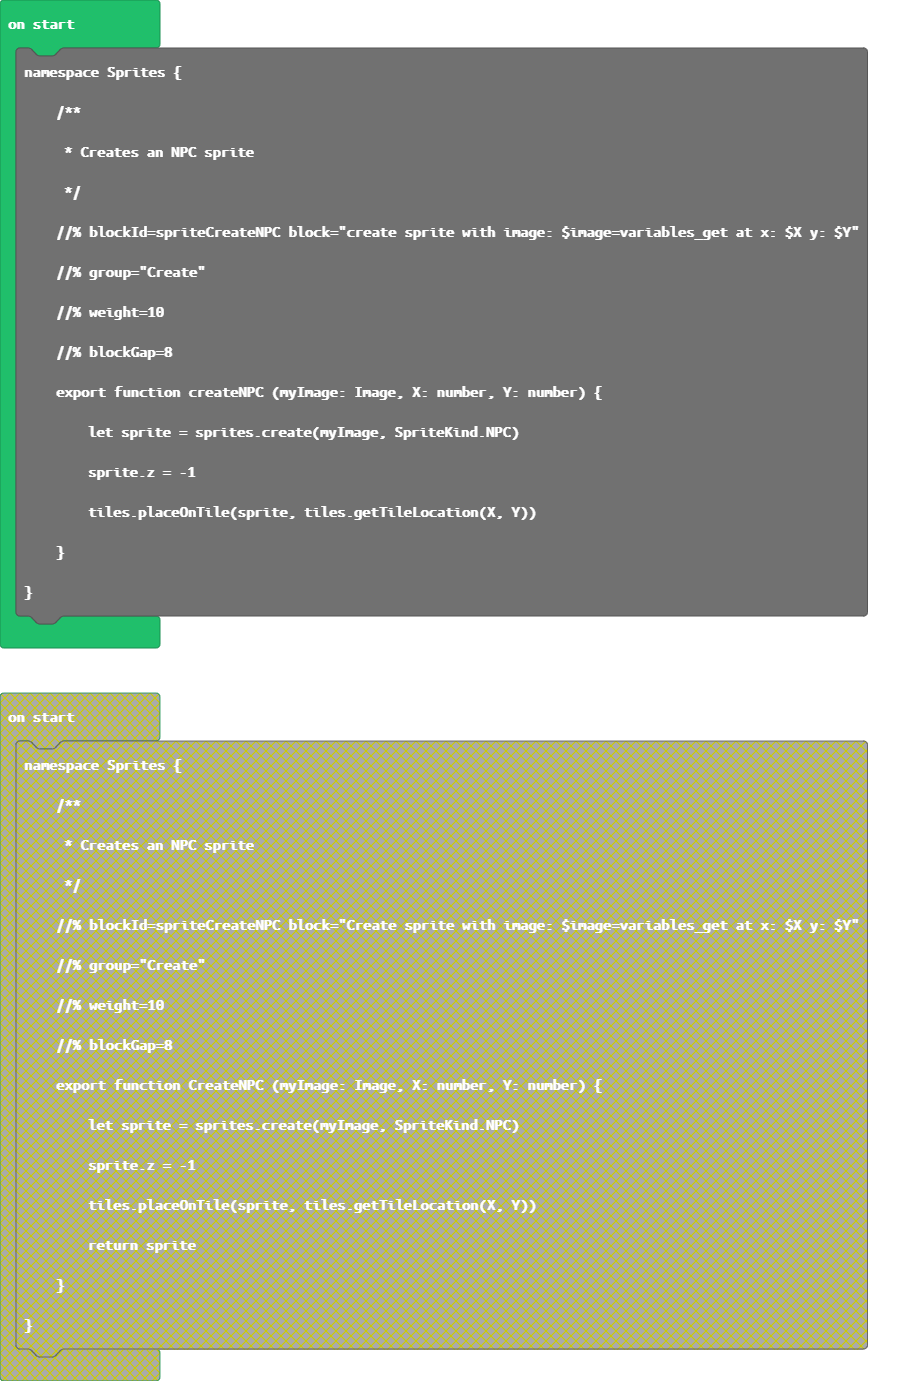 on start
namespace Sprites {
/**
* Creates an NPC sprite
*/
//% blockId=spriteCreateNPC block="create sprite with image: $image=variables_get at x: $X y: $Y"
//% group="Create"
//% weight=10
//% blockGap=8
export function createNPC (myImage: Image, X: number, Y: number) {
let sprite = sprites.create(myImage, SpriteKind.NPC)
sprite.z = -1
tiles.placeOnTile(sprite, tiles.getTileLocation(X, Y))
}
}
on start
namespace Sprites {
/**
* Creates an NPC sprite
*/
//% blockId=spriteCreateNPC block="Create sprite with image: $image=variables_get at x: $X y: $Y"
//% group="Create"
//% weight=10
//% blockGap=8
export function CreateNPC (myImage: Image, X: number, Y: number) {
let sprite = sprites.create(myImage, SpriteKind.NPC)
sprite.z = -1
tiles.placeOnTile(sprite, tiles.getTileLocation(X, Y))
return sprite
}
}